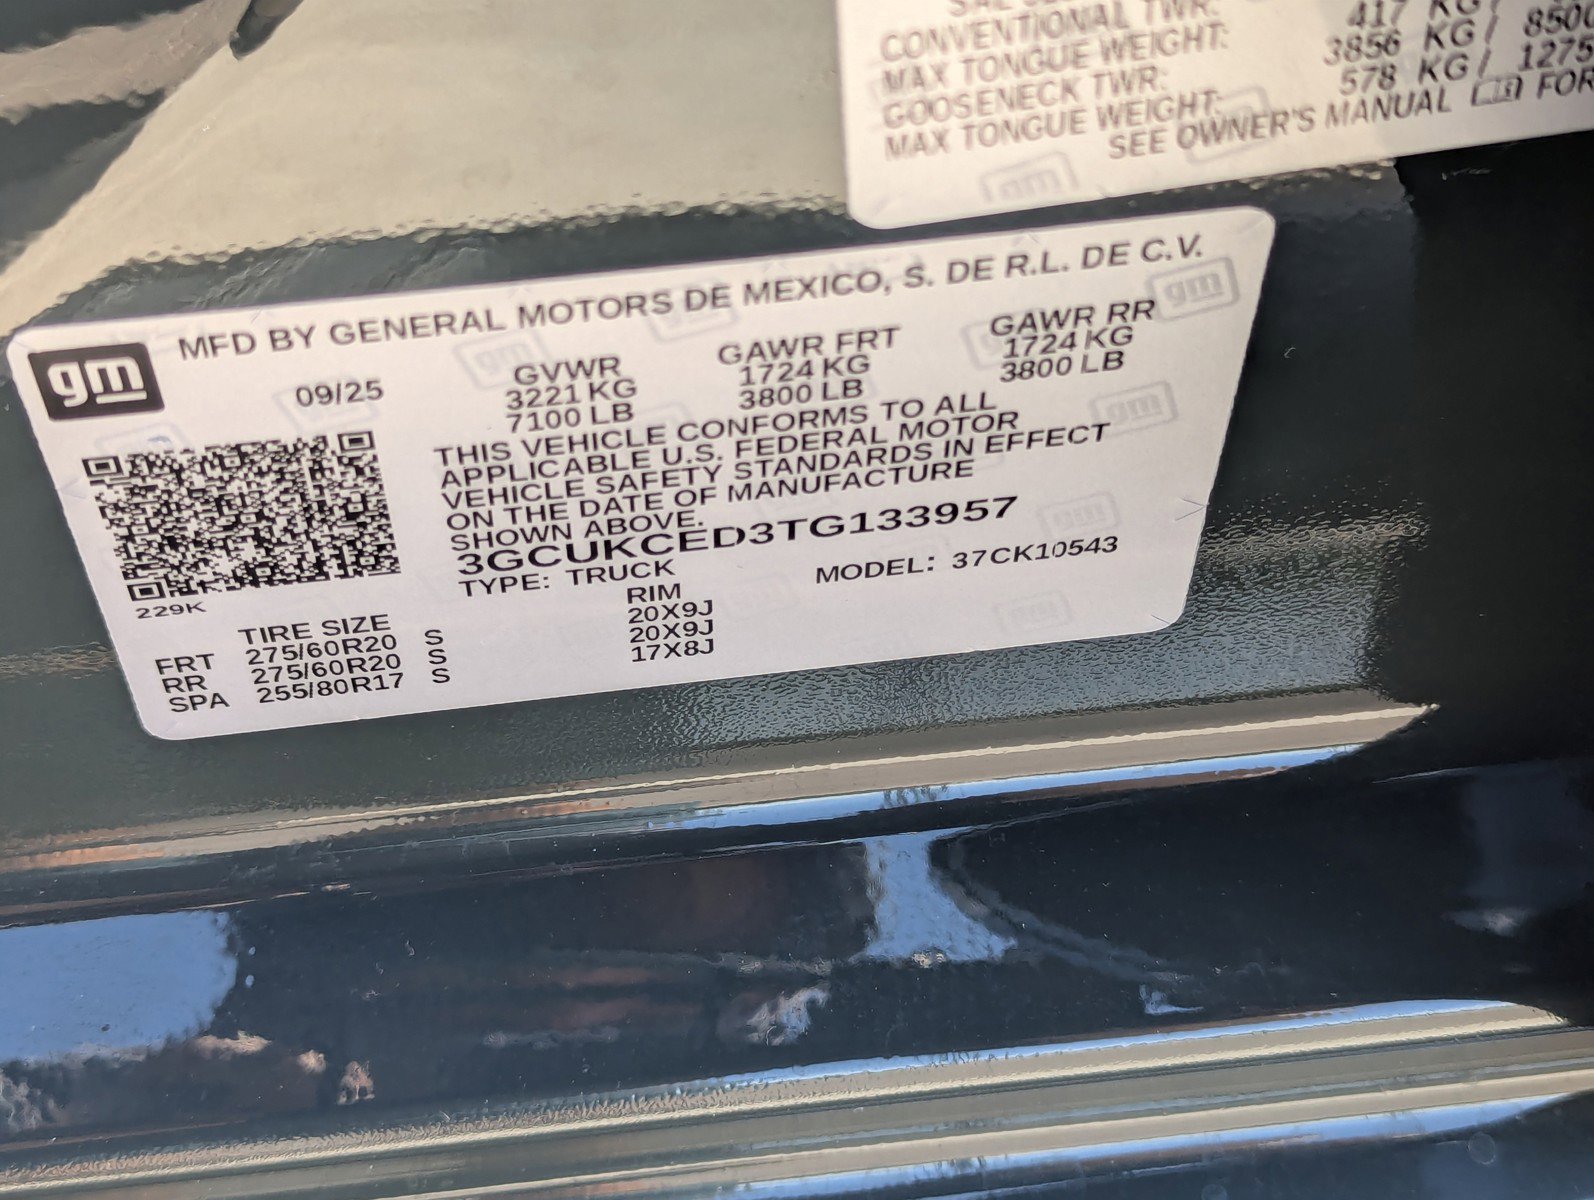 CONVENTIONAL TWR: 417 KG/
MAX TONGUE WEIGHT: 3856 KG/ 8500
GOOSENECK TWR: 578 KG/ 1275
MAX TONGUE WEIGHT:
SEE OWNER'S MANUAL FOR
gm
MFD BY GENERAL MOTORS DE MEXICO, S. DE R.L. DE C.V.
gm
09/25
GVWR GAWR FRT GAWR RR
3221 KG 1724 KG 1724 KG
7100 LB 3800 LB 3800 LB
THIS VEHICLE CONFORMS TO ALL
APPLICABLE U.S. FEDERAL MOTOR
VEHICLE SAFETY STANDARDS IN EFFECT
ON THE DATE OF MANUFACTURE
SHOWN ABOVE.
3GCUKCED3TG133957
TYPE: TRUCK MODEL: 37CK10543
229K
TIRE SIZE RIM
FRT 275/60R20 S 20X9J
RR 275/60R20 S 20X9J
SPA 255/80R17 S 17X8J